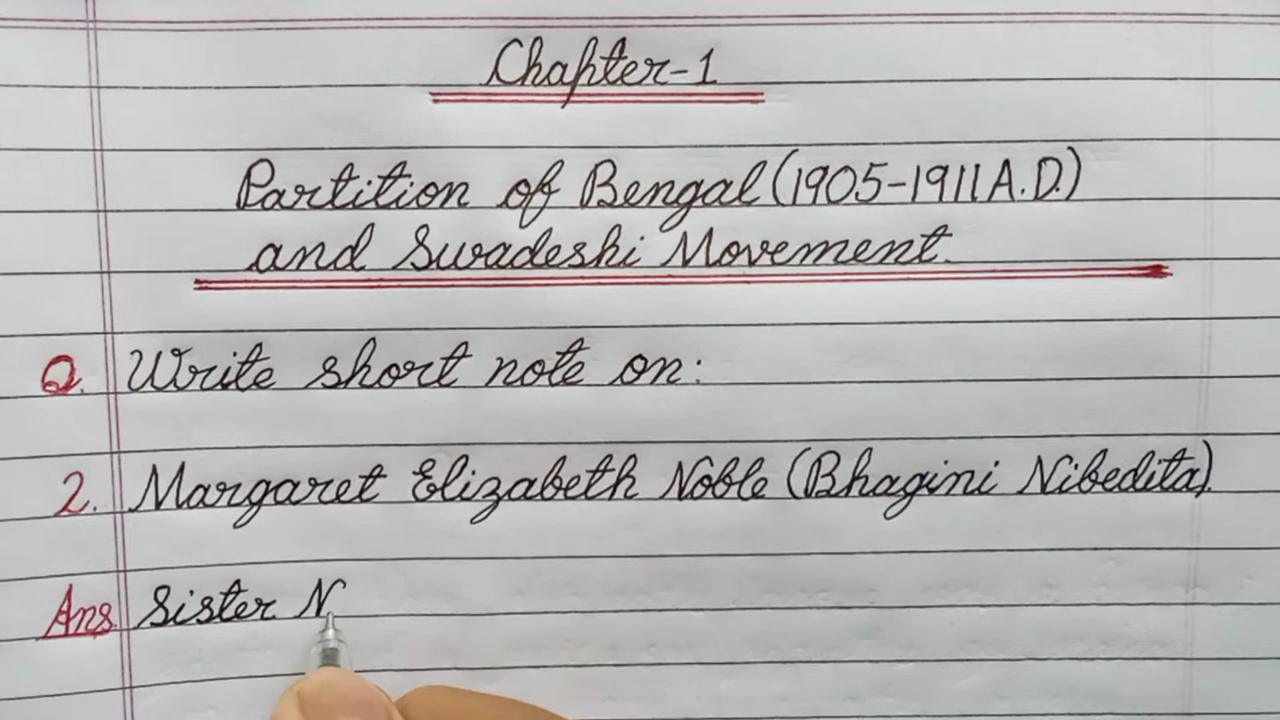 Chapter-1
Partition of Bengal (1905-1911 A.D.)
and Swadeshi Movement.
Q. Write short note on:
2. Margaret Elizabeth Noble (Bhagini Nibedita)
Ans. Sister N